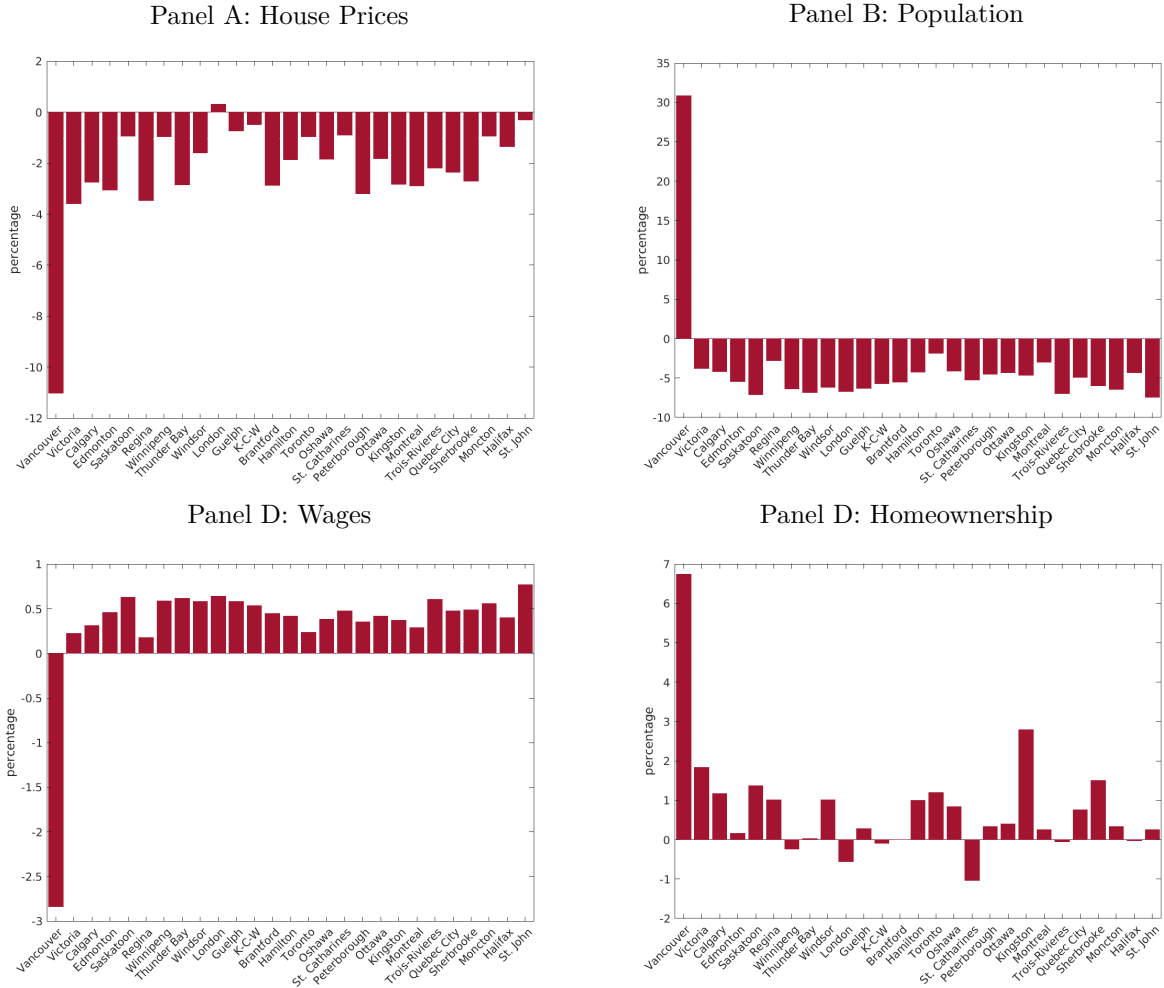 Panel A: House Prices
2
0
-2
-4
-6
-8
-10
-12
percentage
Vancouver
Victoria
Calgary
Edmonton
Saskatoon
Regina
Winnipeng
Thunder Bay
Windsor
London
Guelph
K-C-W
Brantford
Hamilton
Toronto
Oshawa
St. Catharines
Peterborough
Ottawa
Kingston
Montreal
Trois-Rivieres
Quebec City
Sherbrooke
Moncton
Halifax
St. John
Panel B: Population
35
30
25
20
15
10
5
0
-5
-10
percentage
Vancouver
Victoria
Calgary
Edmonton
Saskatoon
Regina
Winnipeng
Thunder Bay
Windsor
London
Guelph
K-C-W
Brantford
Hamilton
Toronto
Oshawa
St. Catharines
Peterborough
Ottawa
Kingston
Montreal
Trois-Rivieres
Quebec City
Sherbrooke
Moncton
Halifax
St. John
Panel D: Wages
1
0.5
0
-0.5
-1
-1.5
-2
-2.5
-3
percentage
Vancouver
Victoria
Calgary
Edmonton
Saskatoon
Regina
Winnipeng
Thunder Bay
Windsor
London
Guelph
K-C-W
Brantford
Hamilton
Toronto
Oshawa
St. Catharines
Peterborough
Ottawa
Kingston
Montreal
Trois-Rivieres
Quebec City
Sherbrooke
Moncton
Halifax
St. John
Panel D: Homeownership
7
6
5
4
3
2
1
0
-1
-2
percentage
Vancouver
Victoria
Calgary
Edmonton
Saskatoon
Regina
Winnipeng
Thunder Bay
Windsor
London
Guelph
K-C-W
Brantford
Hamilton
Toronto
Oshawa
St. Catharines
Peterborough
Ottawa
Kingston
Montreal
Trois-Rivieres
Quebec City
Sherbrooke
Moncton
Halifax
St. John